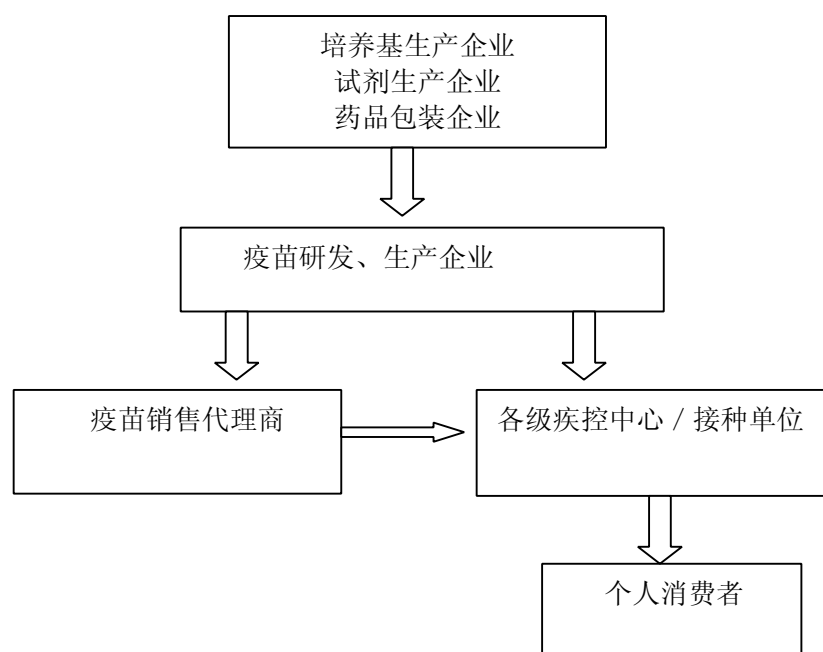 培养基生产企业
试剂生产企业
药品包装企业
疫苗研发、生产企业
疫苗销售代理商
各级疾控中心／接种单位
个人消费者